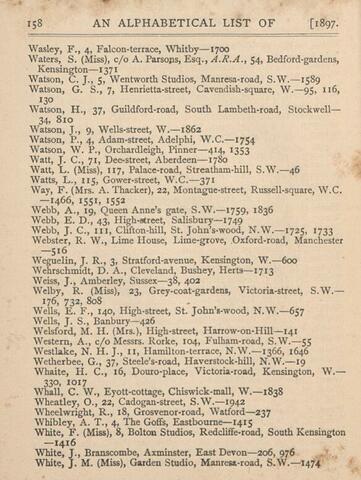 158 AN ALPHABETICAL LIST OF [1897.
Wasley, F., 4, Falcon-terrace, Whitby—1700
Waters, S. (Miss), c/o A. Parsons, Esq., A.R.A., 54, Bedford-gardens,
Kensington—1371
Watson, C. J., 5, Wentworth Studios, Manresa-road, S.W.—1589
Watson, G. S., 7, Henrietta-street, Cavendish-square, W.—95, 116,
130
Watson, H., 37, Guildford-road, South Lambeth-road, Stockwell—
34, 810
Watson, J., 9, Wells-street, W.—1862
Watson, P., 4, Adam-street, Adelphi, W.C.—1754
Watson, W. P., Orchardleigh, Pinner—414, 1353
Watt, J. C., 71, Dee-street, Aberdeen—1780
Watt, L. (Miss), 117, Palace-road, Streatham-hill, S.W.—46
Watts, L., 115, Gower-street, W.C.—371
Way, F. (Mrs. A. Thacker), 22, Montague-street, Russell-square, W.C.
—1466, 1551, 1552
Webb, A., 19, Queen Anne's gate, S.W.—1759, 1836
Webb, E. D., 43, High-street, Salisbury—1749
Webb, J. C., 111, Clifton-hill, St. John's-wood, N.W.—1725, 1733
Webster, R. W., Lime House, Lime-grove, Oxford-road, Manchester
—516
Weguelin, J. R., 3, Stratford-avenue, Kensington, W.—600
Wehrschmidt, D. A., Cleveland, Bushey, Herts—1713
Weiss, J., Amberley, Sussex—38, 402
Welby, R. (Miss), 23, Grey-coat-gardens, Victoria-street, S.W.—
176, 732, 808
Wells, E. F., 140, High-street, St. John's-wood, N.W.—657
Wells, J. S., Banbury—426
Welsford, M. H. (Mrs.), High-street, Harrow-on-Hill—141
Western, A., c/o Messrs. Rorke, 104, Fulham-road, S.W.—55
Westlake, N. H. J., 11, Hamilton-terrace, N.W.—1366, 1646
Wetherbee, G., 37, Steele's-road, Haverstock-hill, N.W.—19
Whaite, H. C., 16, Douro-place, Victoria-road, Kensington, W.—
330, 1017
Whall, C. W., Eyott-cottage, Chiswick-mall, W.—1838
Wheatley, O., 22, Cadogan-street, S.W.—1942
Wheelwright, R., 18, Grosvenor-road, Watford—237
Whibley, A. T., 4, The Goffs, Eastbourne—1415
White, F. (Miss), 8, Bolton Studios, Redcliffe-road, South Kensington
—1416
White, J., Branscombe, Axminster, East Devon—206, 976
White, J. M. (Miss), Garden Studio, Manresa-road, S.W.—1474